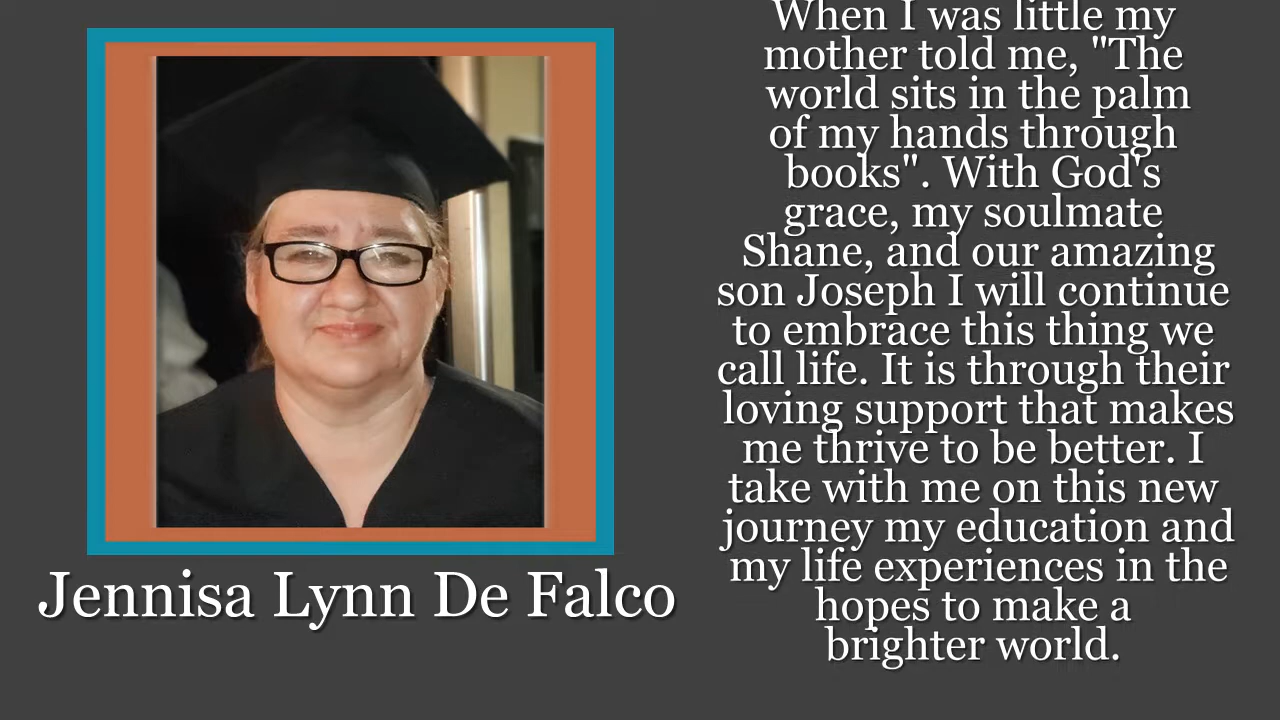 When I was little my
mother told me, "The
world sits in the palm
of my hands through
books". With God's
grace, my soulmate
Shane, and our amazing
son Joseph I will continue
to embrace this thing we
call life. It is through their
loving support that makes
me thrive to be better. I
take with me on this new
journey my education and
my life experiences in the
hopes to make a
brighter world.
Jennisa Lynn De Falco